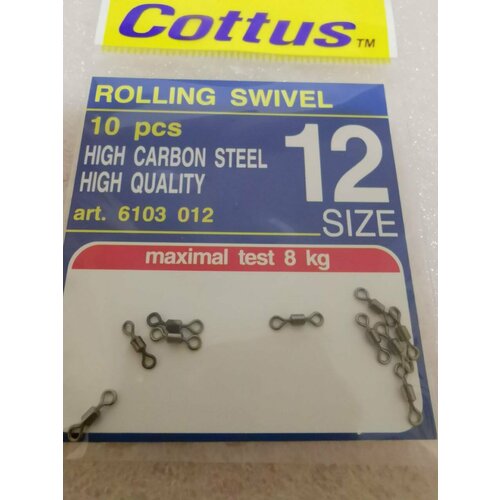 Cottus™
ROLLING SWIVEL
10 pcs
HIGH CARBON STEEL
HIGH QUALITY
art. 6103 012
12
SIZE
maximal test 8 kg